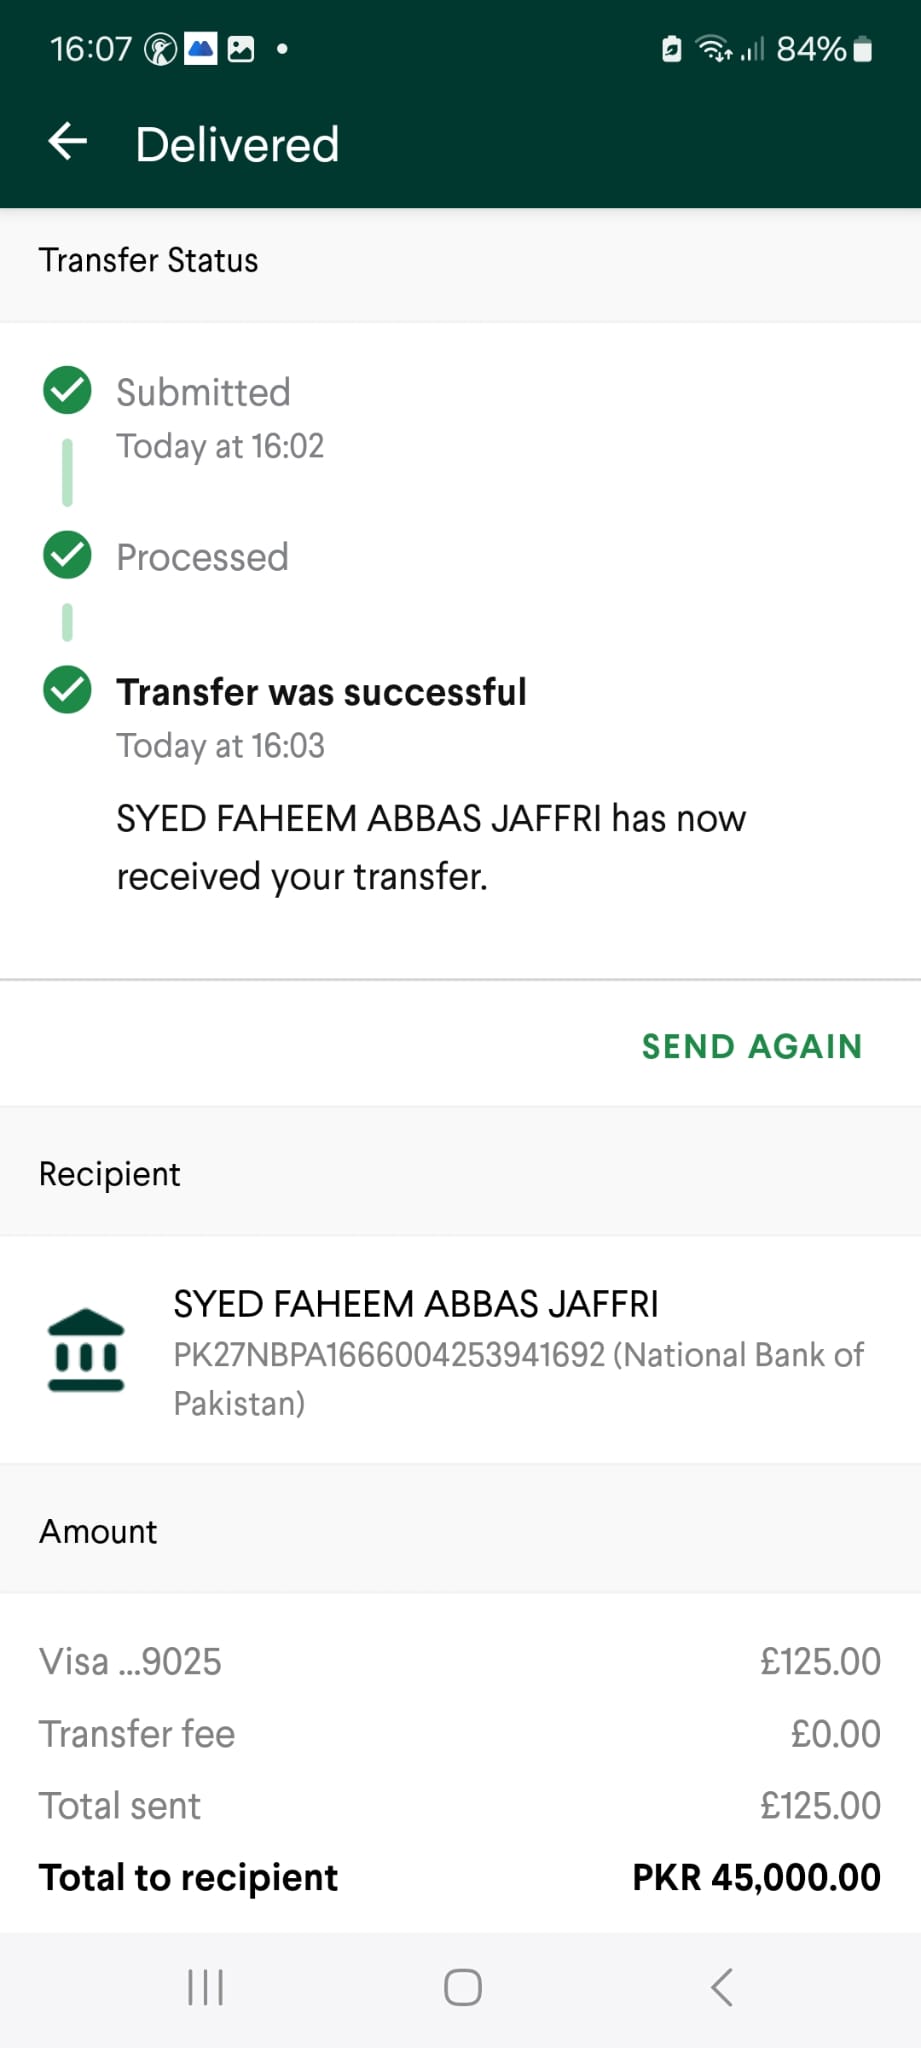 16:07 84%
Delivered
Transfer Status
Submitted
Today at 16:02
Processed
Transfer was successful
Today at 16:03
SYED FAHEEM ABBAS JAFFRI has now
received your transfer.
SEND AGAIN
Recipient
SYED FAHEEM ABBAS JAFFRI
PK27NBPA1666004253941692 (National Bank of
Pakistan)
Amount
Visa ...9025 £125.00
Transfer fee £0.00
Total sent £125.00
Total to recipient PKR 45,000.00